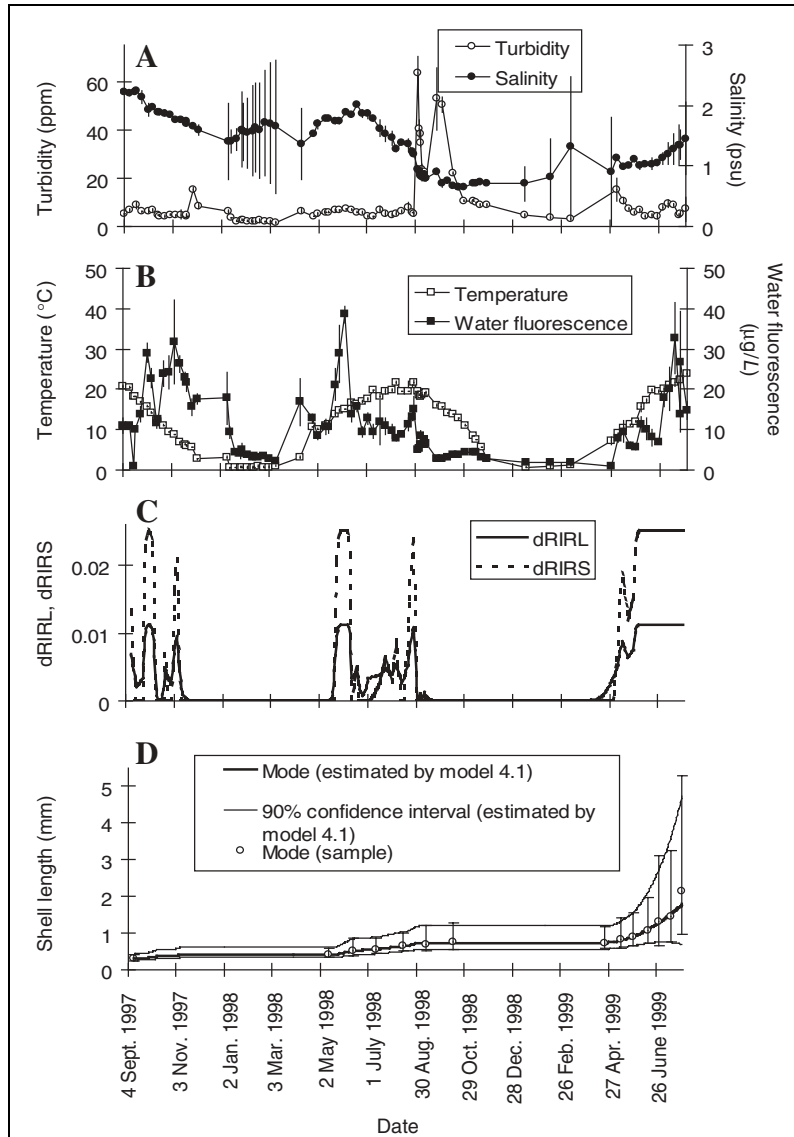 A
Turbidity
Salinity
Turbidity (ppm)
60
40
20
0
3
2
1
0
Salinity (psu)
B
Temperature
Water fluorescence
Temperature (°C)
50
40
30
20
10
0
50
40
30
20
10
0
Water fluorescence
(µg/L)
C
dRIRL
dRIRS
dRIRL, dRIRS
0.02
0.01
0
D
Mode (estimated by model 4.1)
90% confidence interval (estimated by
model 4.1)
Mode (sample)
Shell length (mm)
5
4
3
2
1
0
4 Sept. 1997
3 Nov. 1997
2 Jan. 1998
3 Mar. 1998
2 May 1998
1 July 1998
30 Aug. 1998
29 Oct. 1998
28 Dec. 1998
26 Feb. 1999
27 Apr. 1999
26 June 1999
Date